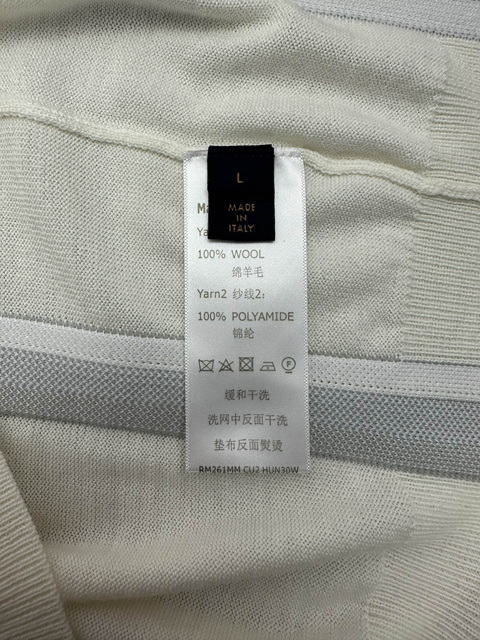 L
MADE
IN
ITALY
100% WOOL
绵羊毛
Yarn2 纱线2:
100% POLYAMIDE
锦纶
F
缓和干洗
洗网中反面干洗
垫布反面熨烫
RM261MM CU2 HUN30W